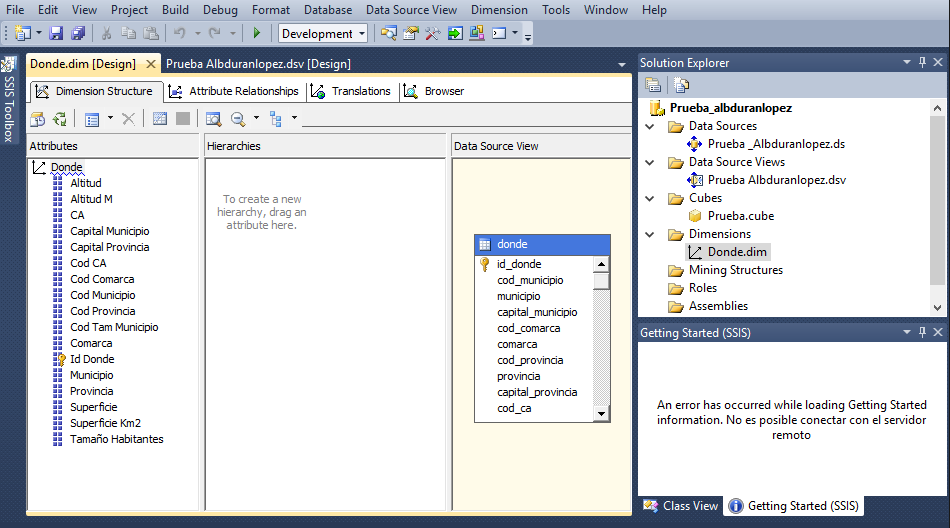 File Edit View Project Build Debug Format Database Data Source View Dimension Tools Window Help
Development
SSIS Toolbox
Donde.dim [Design] Prueba Albduranlopez.dsv [Design]
Dimension Structure Attribute Relationships Translations Browser
Attributes
Donde
Altitud
Altitud M
CA
Capital Municipio
Capital Provincia
Cod CA
Cod Comarca
Cod Municipio
Cod Provincia
Cod Tam Municipio
Comarca
Id Donde
Municipio
Provincia
Superficie
Superficie Km2
Tamaño Habitantes
Hierarchies
To create a new
hierarchy, drag an
attribute here.
Data Source View
donde
id_donde
cod_municipio
municipio
capital_municipio
cod_comarca
comarca
cod_provincia
provincia
capital_provincia
cod_ca
Solution Explorer
Prueba_albduranlopez
Data Sources
Prueba _Albduranlopez.ds
Data Source Views
Prueba Albduranlopez.dsv
Cubes
Prueba.cube
Dimensions
Donde.dim
Mining Structures
Roles
Assemblies
Getting Started (SSIS)
An error has occurred while loading Getting Started
information. No es posible conectar con el servidor
remoto
Class View Getting Started (SSIS)